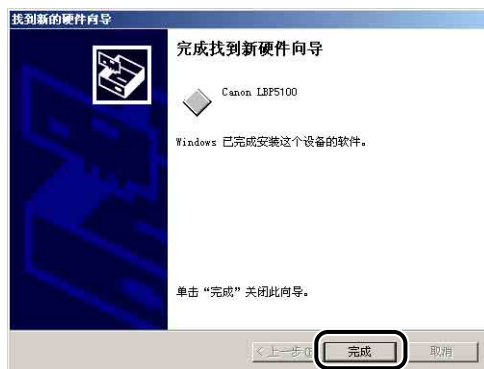 找到新的硬件向导
完成找到新硬件向导
Canon LBP5100
Windows 已完成安装这个设备的软件。
单击“完成”关闭此向导。
<上一步(B) 完成 取消